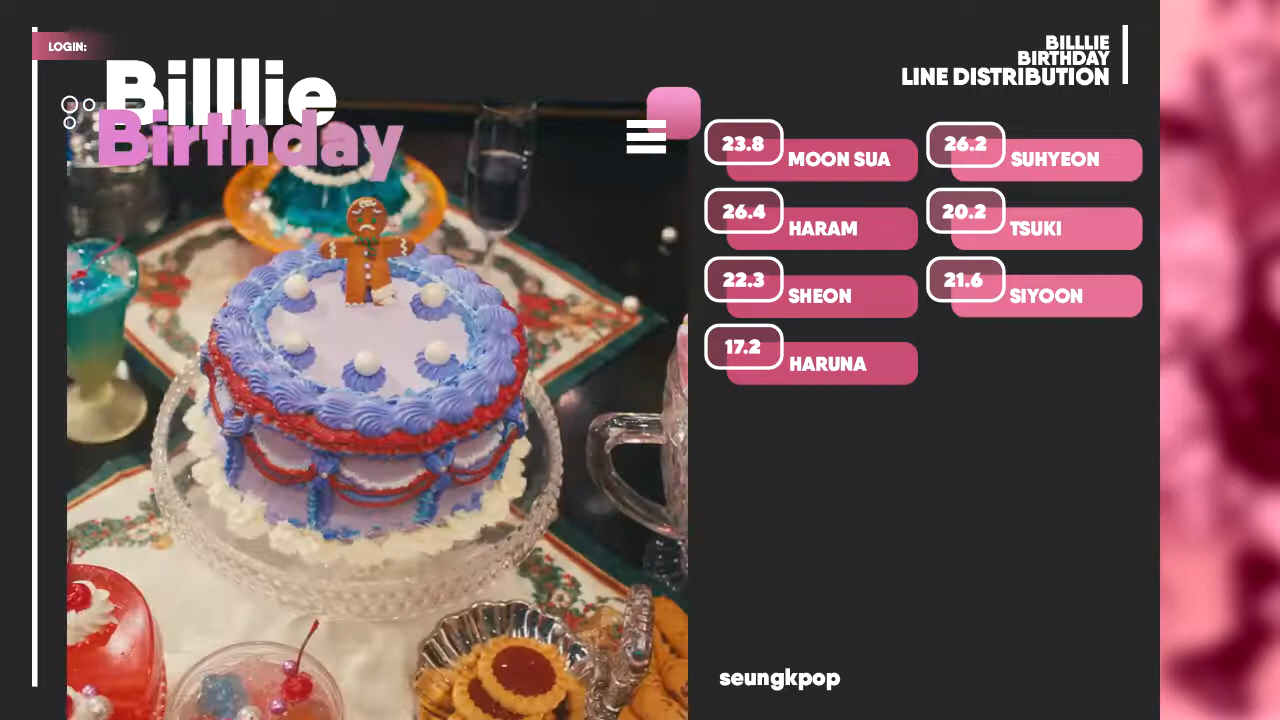 LOGIN:
Billlie
Birthday
BILLLIE
BIRTHDAY
LINE DISTRIBUTION
23.8
MOON SUA
26.2
SUHYEON
26.4
HARAM
20.2
TSUKI
22.3
SHEON
21.6
SIYOON
17.2
HARUNA
seungkpop